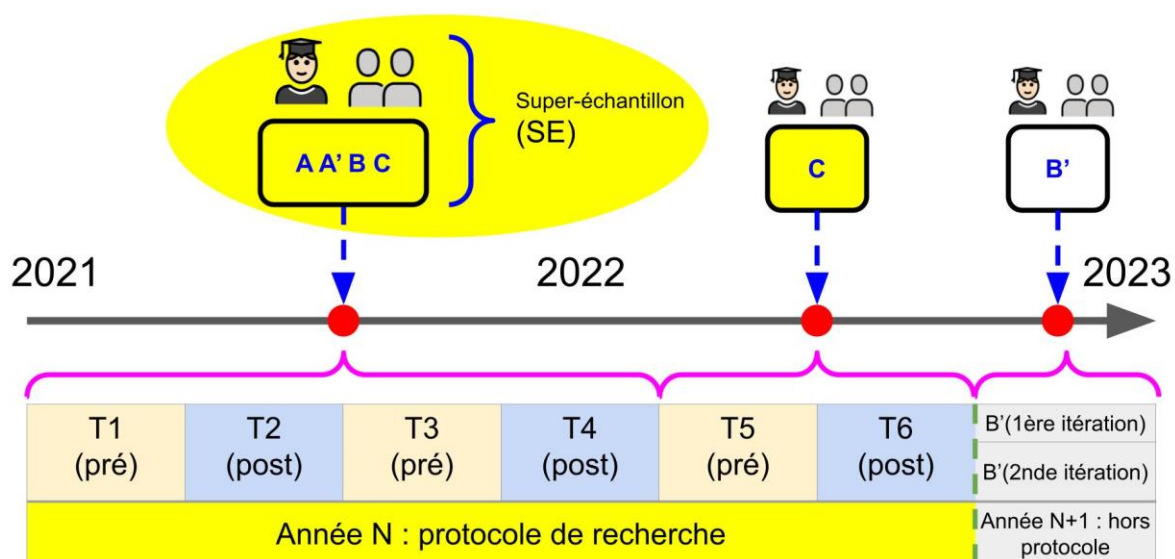 Super-échantillon
(SE)
A A' B C
C
B'
2021
2022
2023
T1
(pré)
T2
(post)
T3
(pré)
T4
(post)
T5
(pré)
T6
(post)
B'(1ère itération)
B'(2nde itération)
Année N : protocole de recherche
Année N+1 : hors
protocole